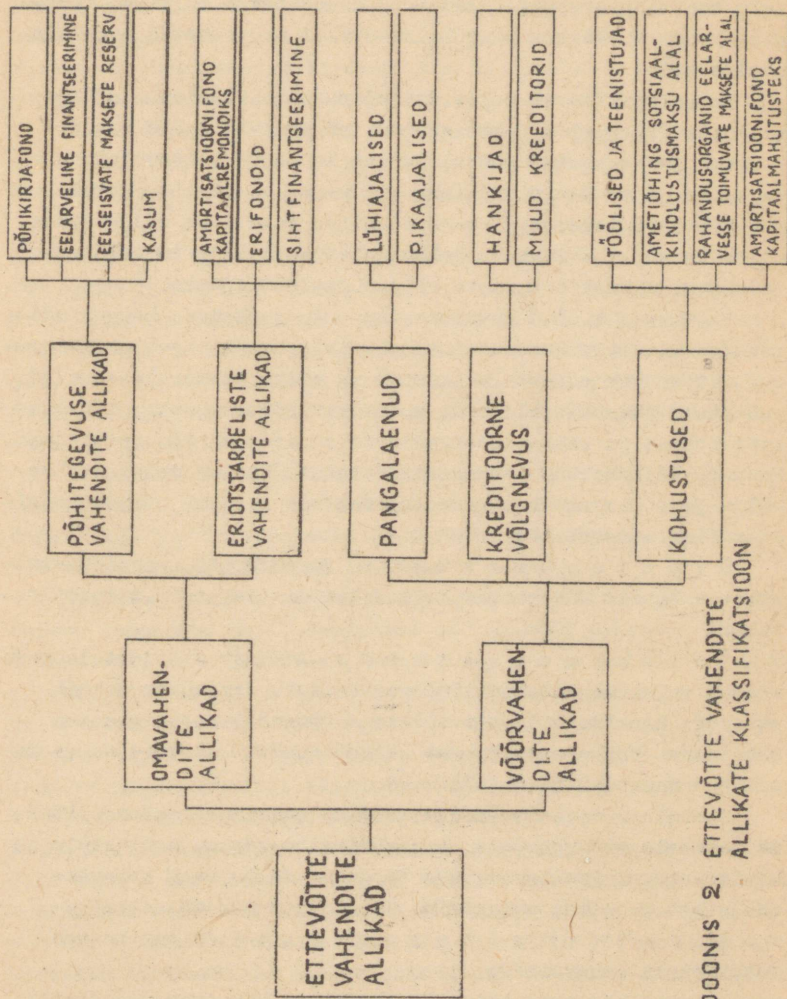 ETTEVÕTTE
VAHENDITE
ALLIKAD
OMAVAHEN-
DITE
ALLIKAD
PÕHITEGEVUSE
VAHENDITE ALLIKAD
PÕHIKIRJAFOND
EELARVELINE FINANTSEERIMINE
EELSEISVATE MAKSETE RESERV
KASUM
ERIOTSTARBELISTE
VAHENDITE ALLIKAD
AMORTISATSIOONIFOND
KAPITAALREMONDIKS
ERIFONDID
SIHTFINANTSEERIMINE
VÕÕRVAHEN-
DITE
ALLIKAD
PANGALAENUD
LÜHIAJALISED
PIKAAJALISED
KREDITOORNE
VÕLGNEVUS
HANKIJAD
MUUD KREEDITORID
KOHUSTUSED
TÖÖLISED JA TEENISTUJAD
AMETIÜHING SOTSIAAL-
KINDLUSTUSMAKSU ALAL
RAHANDUSORGANID EELAR-
VESSE TOIMUVATE MAKSETE ALAL
AMORTISATSIOONIFOND
KAPITAALMAHUTUSTEKS
JOONIS 2. ETTEVÕTTE VAHENDITE
ALLIKATE KLASSIFIKATSIOON